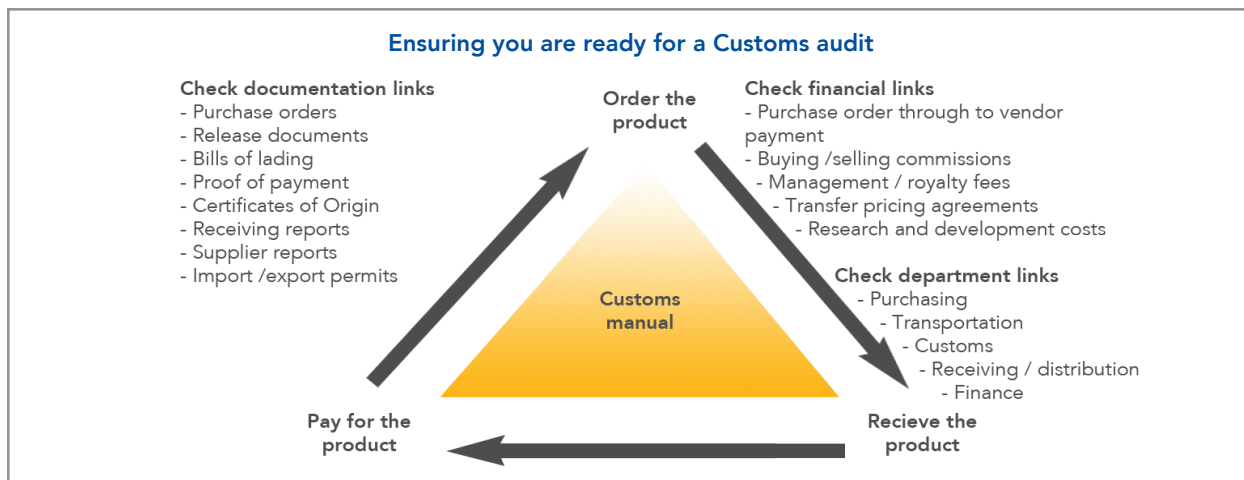 Ensuring you are ready for a Customs audit
Check documentation links
- Purchase orders
- Release documents
- Bills of lading
- Proof of payment
- Certificates of Origin
- Receiving reports
- Supplier reports
- Import /export permits
Order the
product
Check financial links
- Purchase order through to vendor
payment
- Buying /selling commissions
- Management / royalty fees
- Transfer pricing agreements
- Research and development costs
Check department links
- Purchasing
- Transportation
- Customs
- Receiving / distribution
- Finance
Customs
manual
Pay for the
product
Recieve the
product